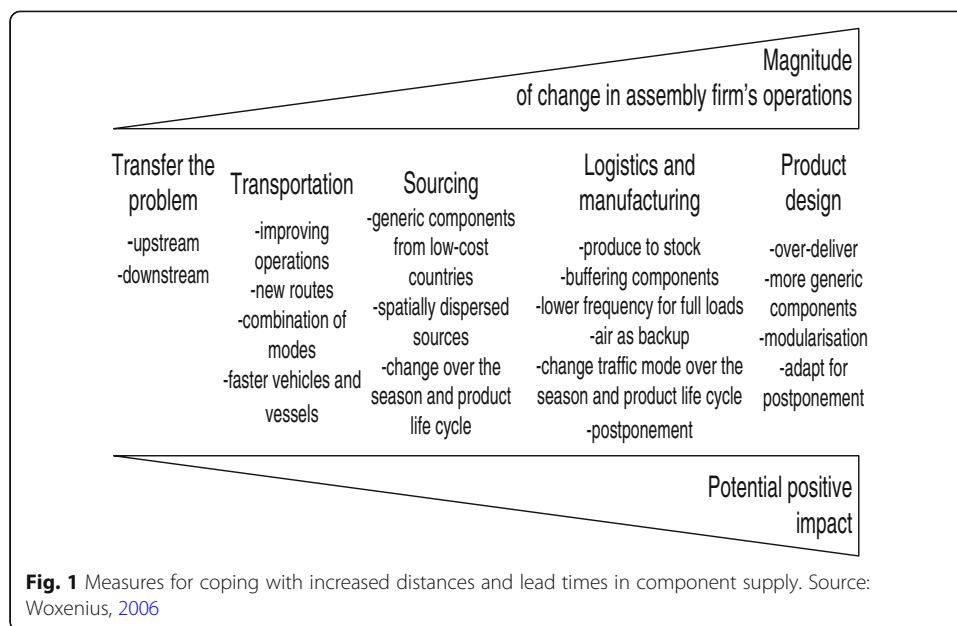 Magnitude
of change in assembly firm's operations
Transfer the
problem
-upstream
-downstream
Transportation
-improving
operations
-new routes
-combination of
modes
-faster vehicles and
vessels
Sourcing
-generic components
from low-cost
countries
-spatially dispersed
sources
-change over the
season and product
life cycle
Logistics and
manufacturing
-produce to stock
-buffering components
-lower frequency for full loads
-air as backup
-change traffic mode over the
season and product life cycle
-postponement
Product
design
-over-deliver
-more generic
components
-modularisation
-adapt for
postponement
Potential positive
impact
Fig. 1 Measures for coping with increased distances and lead times in component supply. Source:
Woxenius, 2006